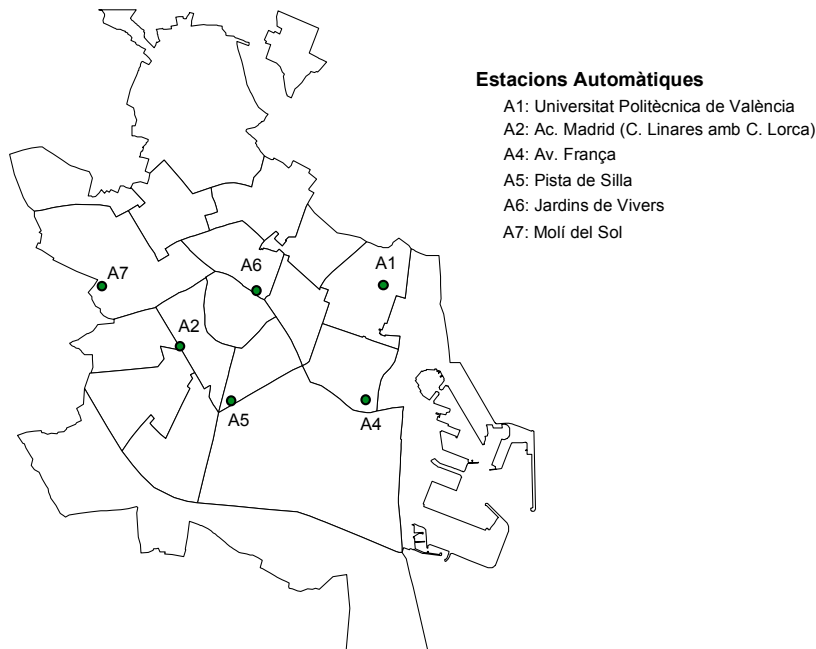 Estacions Automàtiques
A1: Universitat Politècnica de València
A2: Ac. Madrid (C. Linares amb C. Lorca)
A4: Av. França
A5: Pista de Silla
A6: Jardins de Vivers
A7: Molí del Sol
A7
A6
A1
A2
A5
A4